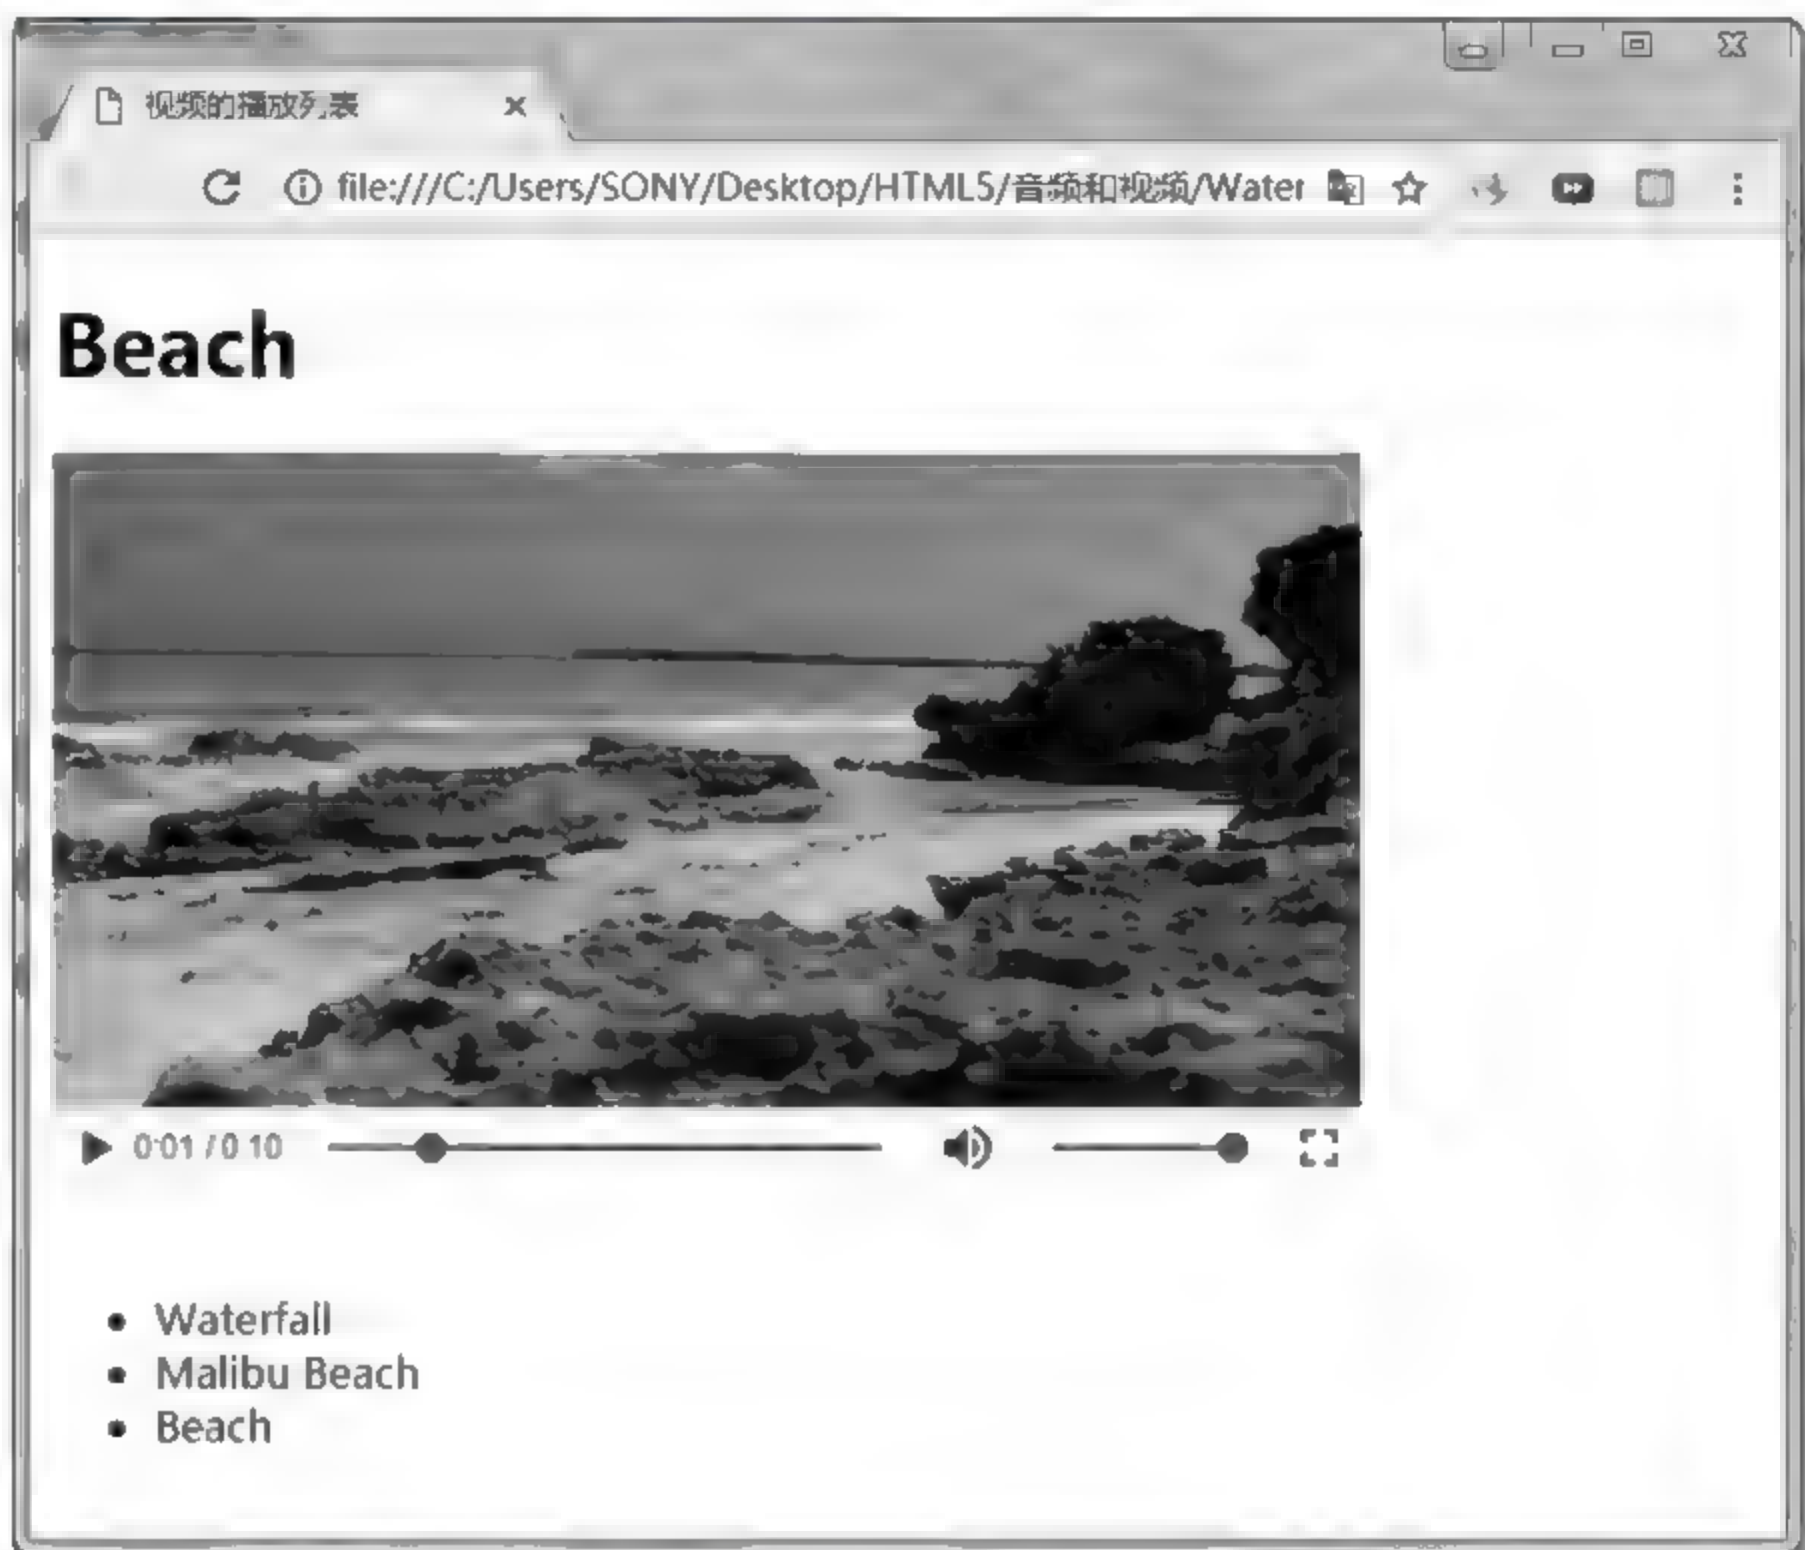 视频的播放列表
file:///C:/Users/SONY/Desktop/HTML5/音频和视频/Water
Beach
0:01 / 0:10
Waterfall
Malibu Beach
Beach